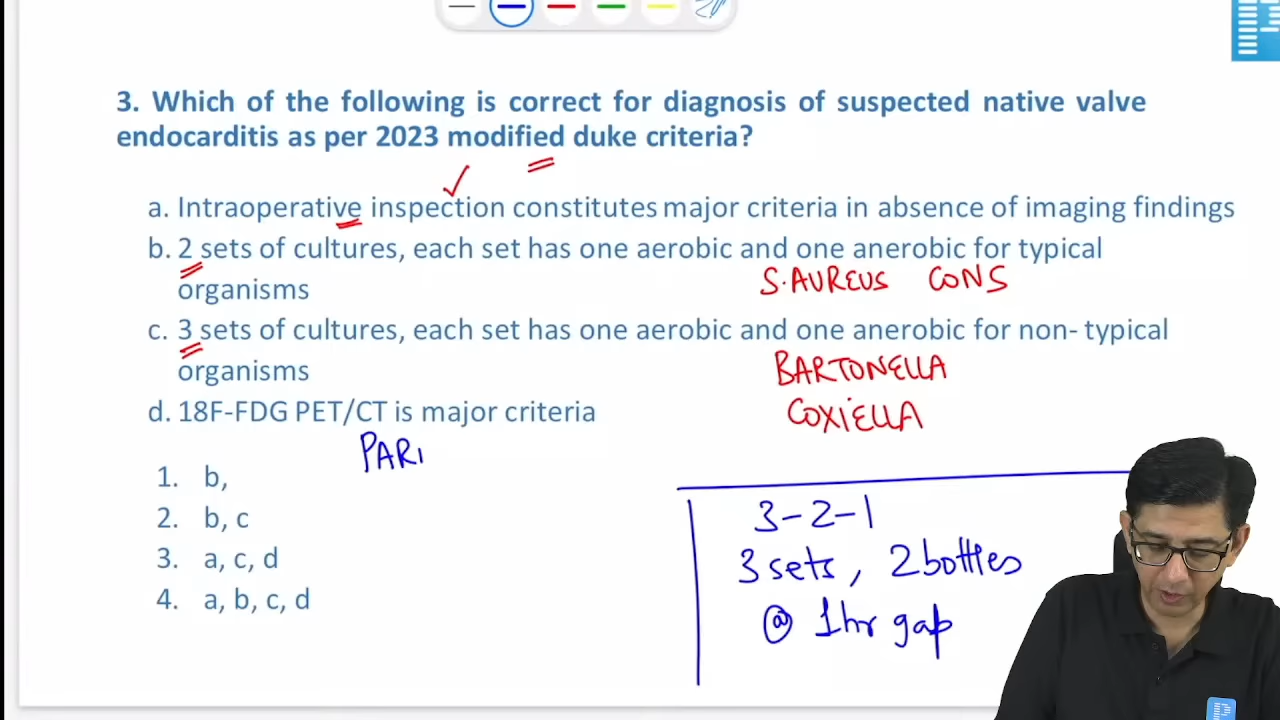 3. Which of the following is correct for diagnosis of suspected native valve
endocarditis as per 2023 modified duke criteria?
a. Intraoperative inspection constitutes major criteria in absence of imaging findings
b. 2 sets of cultures, each set has one aerobic and one anerobic for typical
organisms
S.AUREUS CONS
c. 3 sets of cultures, each set has one aerobic and one anerobic for non- typical
organisms
BARTONELLA
d. 18F-FDG PET/CT is major criteria
COXiELLA
PARI
1. b,
2. b, c
3. a, c, d
4. a, b, c, d
3-2-1
3 sets, 2 bottles
@ 1hr gap